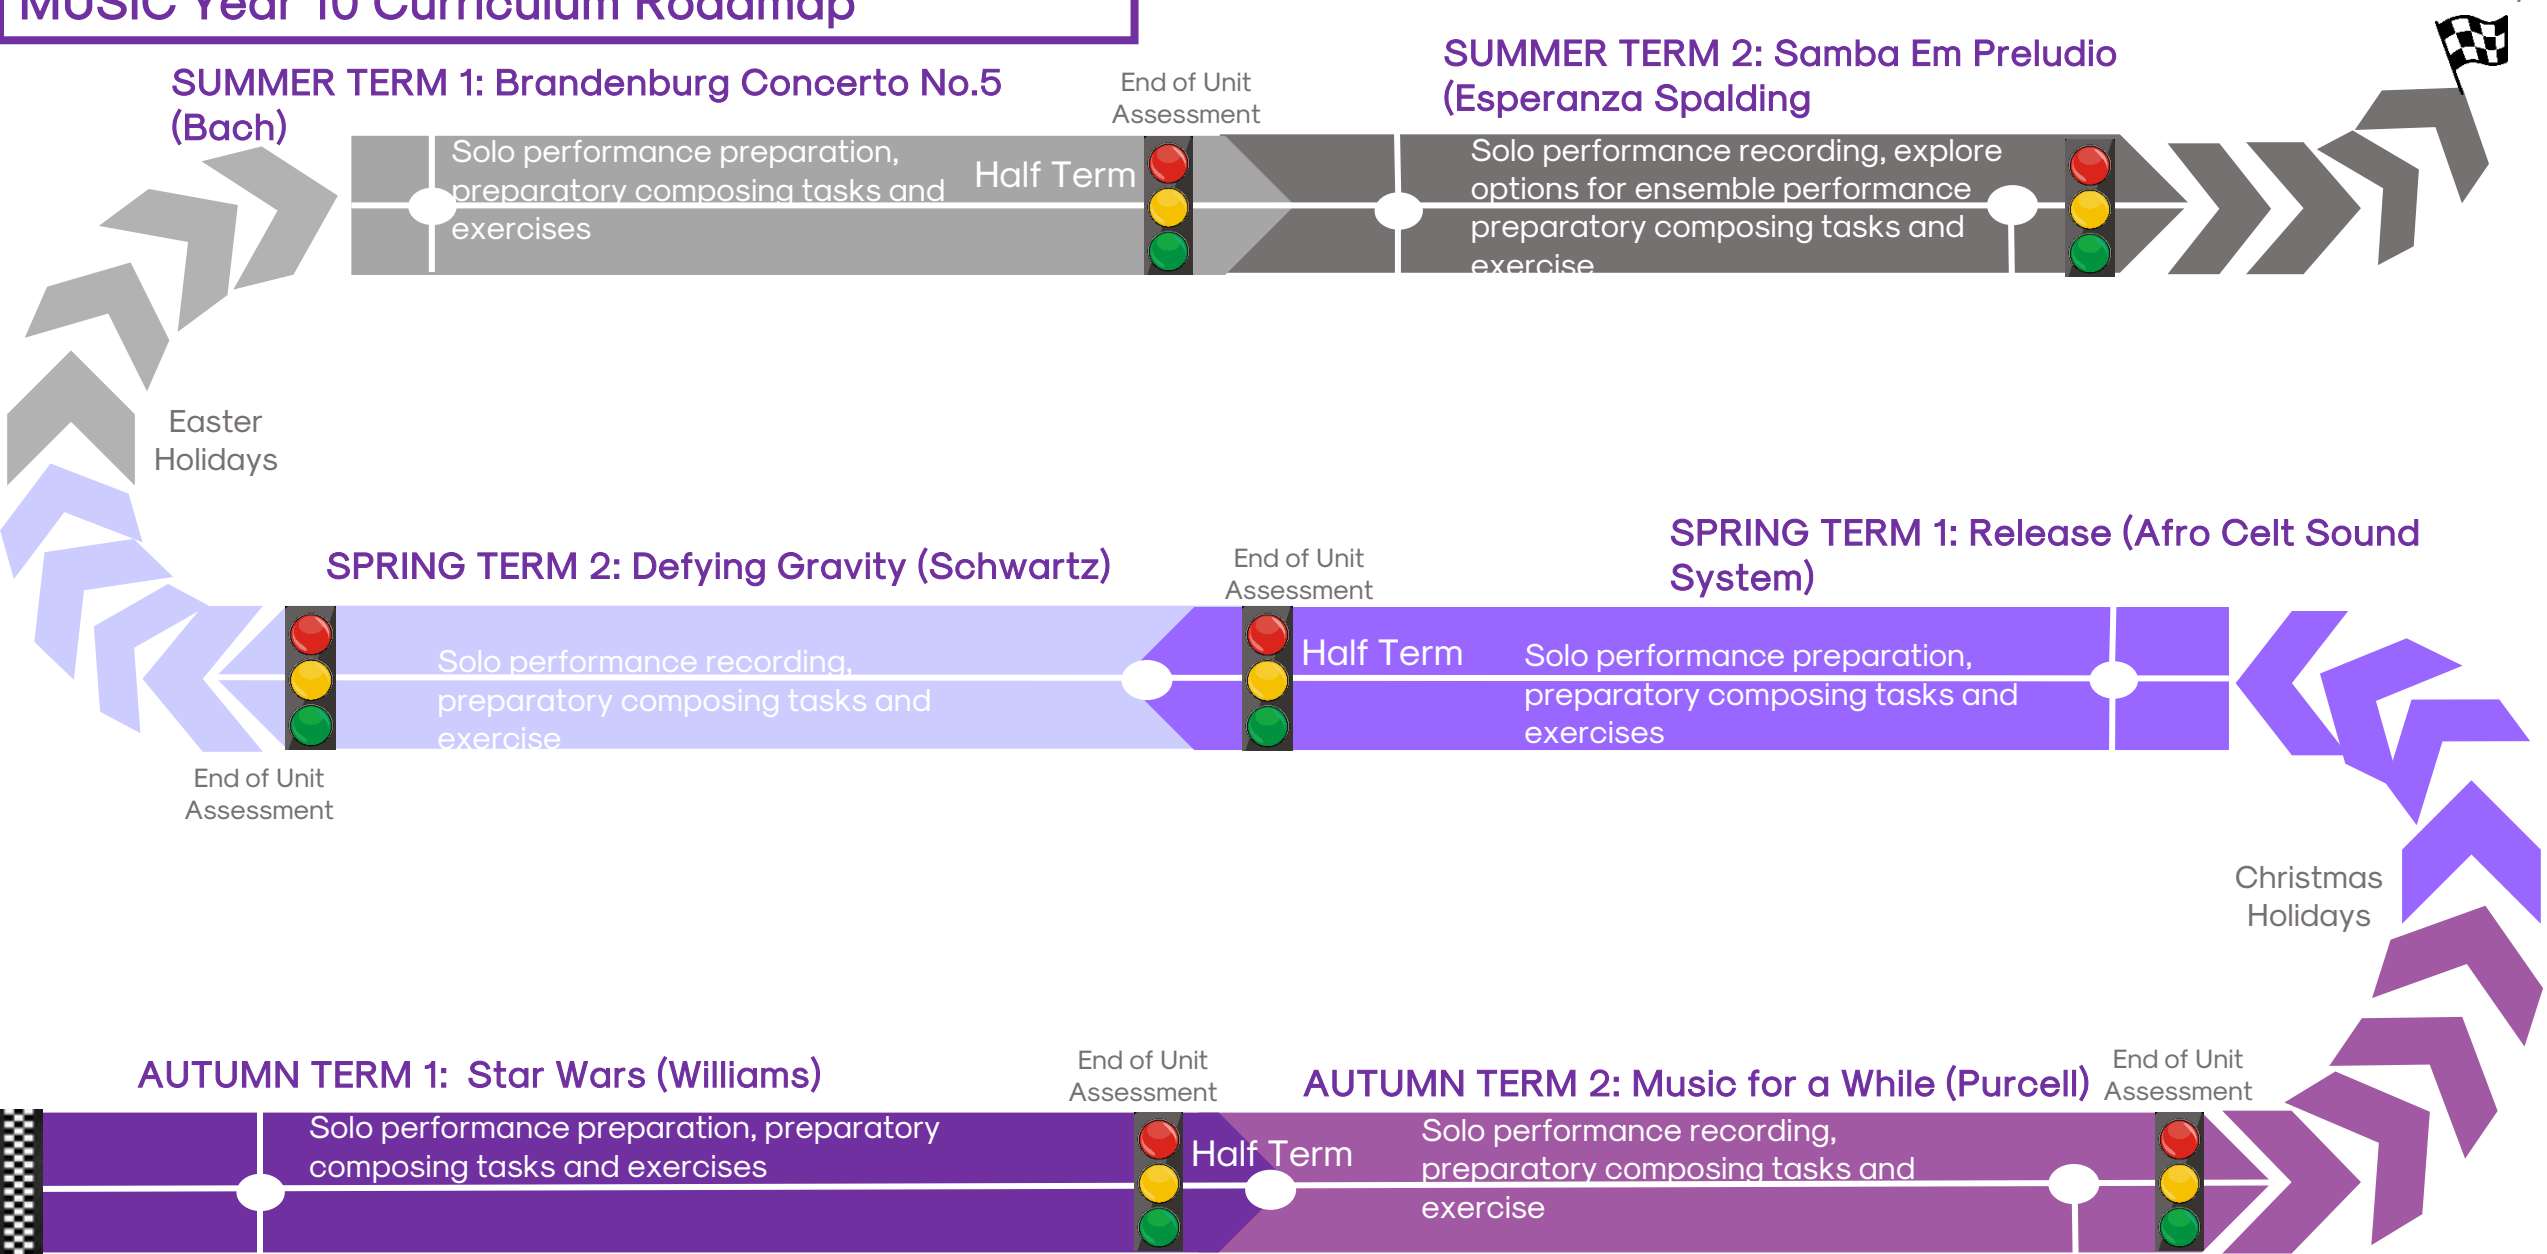 MUSIC Year 10 Curriculum Roadmap
SUMMER TERM 1: Brandenburg Concerto No.5
(Bach)
Solo performance preparation,
preparatory composing tasks and
exercises
Half Term
End of Unit
Assessment
SUMMER TERM 2: Samba Em Preludio
(Esperanza Spalding
Solo performance recording, explore
options for ensemble performance
preparatory composing tasks and
exercise
Easter
Holidays
SPRING TERM 2: Defying Gravity (Schwartz)
Solo performance recording,
preparatory composing tasks and
exercise
End of Unit
Assessment
End of Unit
Assessment
SPRING TERM 1: Release (Afro Celt Sound
System)
Half Term
Solo performance preparation,
preparatory composing tasks and
exercises
Christmas
Holidays
AUTUMN TERM 1:  Star Wars (Williams)
Solo performance preparation, preparatory
composing tasks and exercises
End of Unit
Assessment
Half Term
AUTUMN TERM 2: Music for a While (Purcell)
Solo performance recording,
preparatory composing tasks and
exercise
End of Unit
Assessment